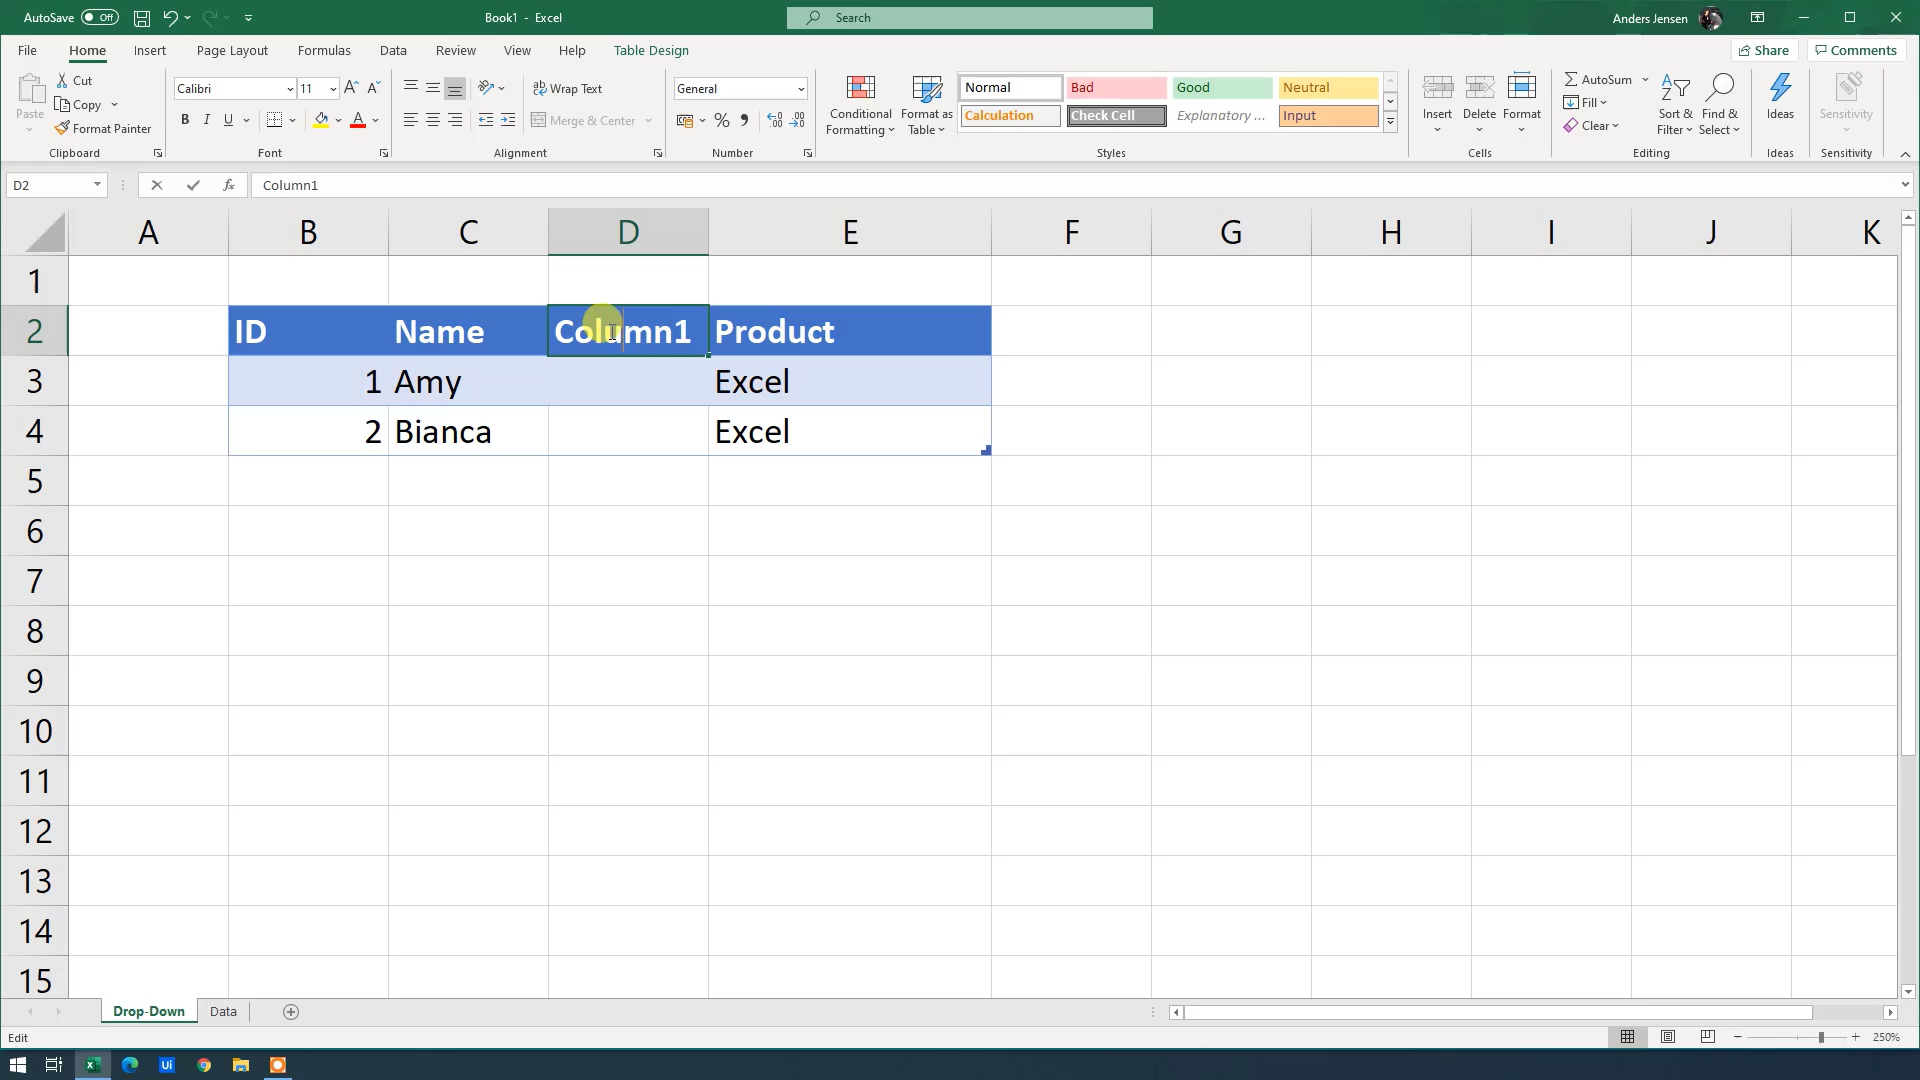 AutoSave Off
Book1 - Excel
Search
Anders Jensen
File Home Insert Page Layout Formulas Data Review View Help Table Design
Share Comments
Paste
Cut
Copy
Format Painter
Clipboard
Calibri 11
B I U
Font
Wrap Text
Merge & Center
Alignment
General
Number
Conditional Formatting
Format as Table
Normal Bad Good Neutral
Calculation Check Cell Explanatory ... Input
Styles
Insert Delete Format
Cells
AutoSum
Fill
Clear
Sort & Filter
Find & Select
Editing
Ideas
Ideas
Sensitivity
Sensitivity
D2 fx Column1
A B C D E F G H I J K
1
2 ID Name Column1 Product
3 1 Amy Excel
4 2 Bianca Excel
5
6
7
8
9
10
11
12
13
14
15
Drop-Down Data
Edit
250%
Ui